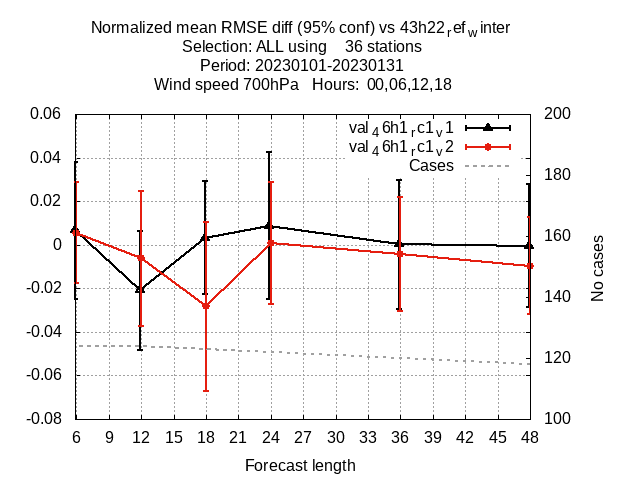 Normalized mean RMSE diff (95% conf) vs 43h22ᵣef_winter
Selection: ALL using    36 stations
Period: 20230101-20230131
Wind speed 700hPa   Hours:  00,06,12,18
val₄6h1ᵣc1ᵥ1
val₄6h1ᵣc1ᵥ2
Cases
0.06
0.04
0.02
0
-0.02
-0.04
-0.06
-0.08
200
180
160
140
120
100
No cases
6 9 12 15 18 21 24 27 30 33 36 39 42 45 48
Forecast length